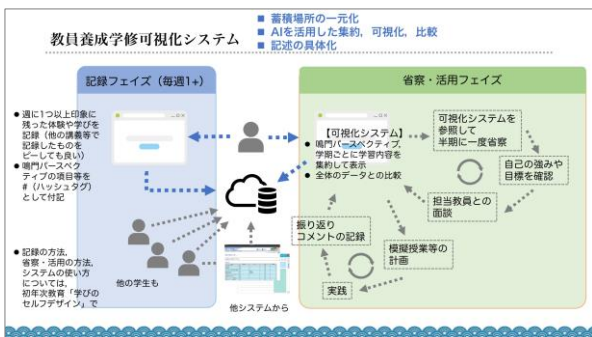 教員養成学修可視化システム
■ 蓄積場所の一元化
■ AIを活用した集約，可視化，比較
■ 記述の具体化
記録フェイズ（毎週1+）
● 週に1つ以上印象に
残った体験や学びを
記録（他の講義等で
記録したものを
ピーしても良い）
● 鳴門パースペク
ティブの項目等を
#（ハッシュタグ）
として付記
● 記録の方法，
省察・活用の方法，
システムの使い方
については，
初年次教育「学びの
セルフデザイン」で
他の学生も
他システムから
省察・活用フェイズ
【可視化システム】
● 鳴門パースペクティブ，
学期ごとに学習内容を
集約して表示
● 全体のデータとの比較
可視化システムを
参照して
半期に一度省察
自己の強みや
目標を確認
担当教員との
面談
模擬授業等の
計画
実践
振り返り
コメントの記録